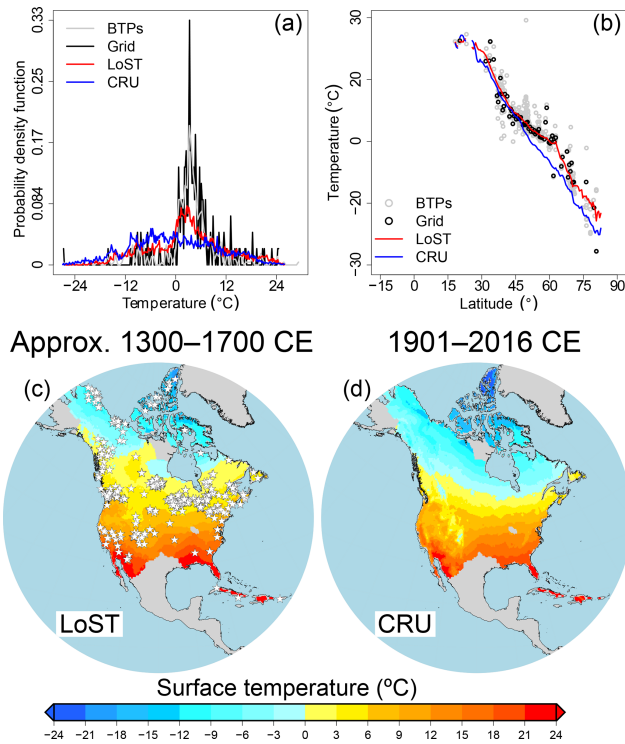 (a)
Probability density function
0.33
0.25
0.17
0.084
0
BTPs
Grid
LoST
CRU
−24
−12
0
12
24
Temperature (°C)
(b)
Temperature (°C)
30
20
0
−20
−30
BTPs
Grid
LoST
CRU
−15
0
15
30
45
60
75
90
Latitude (°)
Approx. 1300–1700 CE
1901–2016 CE
(c)
LoST
(d)
CRU
Surface temperature (ºC)
−24 −21 −18 −15 −12 −9 −6 −3 0 3 6 9 12 15 18 21 24